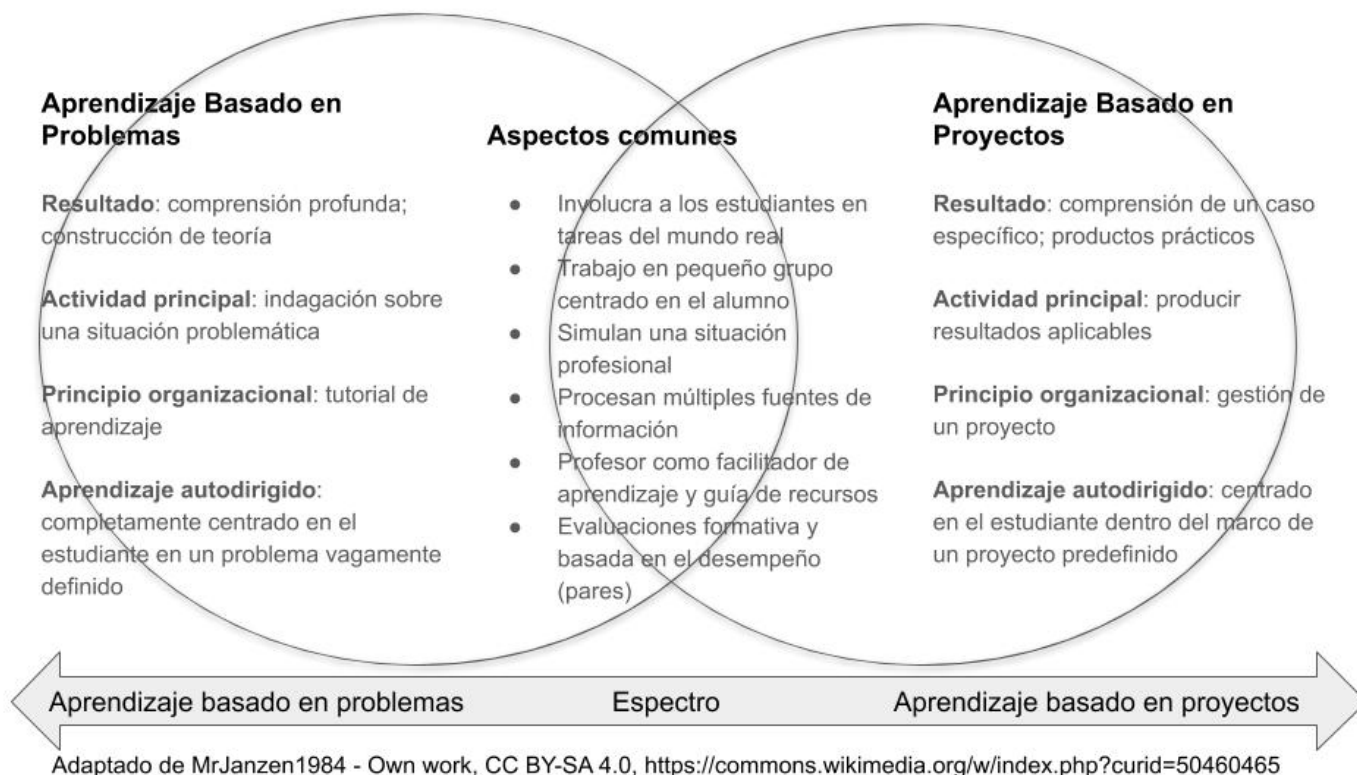 Aprendizaje Basado en
Problemas
Resultado: comprensión profunda;
construcción de teoría
Actividad principal: indagación sobre
una situación problemática
Principio organizacional: tutorial de
aprendizaje
Aprendizaje autodirigido:
completamente centrado en el
estudiante en un problema vagamente
definido
Aspectos comunes
● Involucra a los estudiantes en
tareas del mundo real
● Trabajo en pequeño grupo
centrado en el alumno
● Simulan una situación
profesional
● Procesan múltiples fuentes de
información
● Profesor como facilitador de
aprendizaje y guía de recursos
● Evaluaciones formativa y
basada en el desempeño
(pares)
Aprendizaje Basado en
Proyectos
Resultado: comprensión de un caso
específico; productos prácticos
Actividad principal: producir
resultados aplicables
Principio organizacional: gestión de
un proyecto
Aprendizaje autodirigido: centrado
en el estudiante dentro del marco de
un proyecto predefinido
Aprendizaje basado en problemas
Espectro
Aprendizaje basado en proyectos
Adaptado de MrJanzen1984 - Own work, CC BY-SA 4.0, https://commons.wikimedia.org/w/index.php?curid=50460465